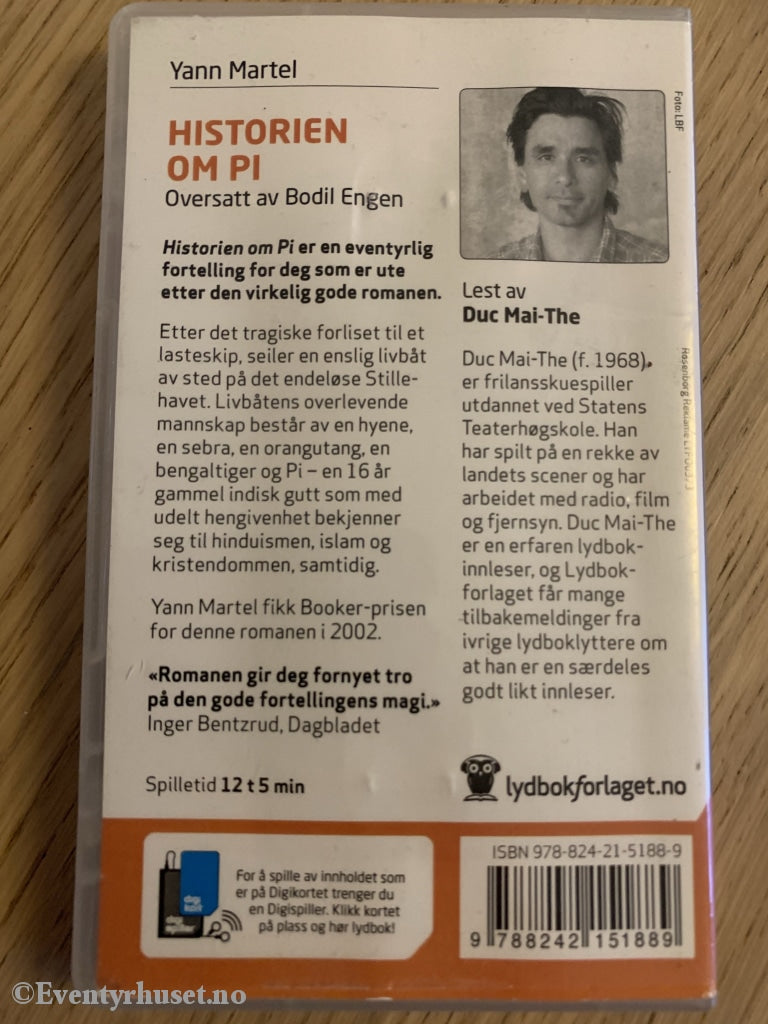 Yann Martel
HISTORIEN
OM PI
Oversatt av Bodil Engen
Historien om Pi er en eventyrlig
fortelling for deg som er ute
etter den virkelig gode romanen.
Etter det tragiske forliset til et
lasteskip, seiler en enslig livbåt
av sted på det endeløse Stille-
havet. Livbåtens overlevende
mannskap består av en hyene,
en sebra, en orangutang, en
bengaltiger og Pi – en 16 år
gammel indisk gutt som med
udelt hengivenhet bekjenner
seg til hinduismen, islam og
kristendommen, samtidig.
Yann Martel fikk Booker-prisen
for denne romanen i 2002.
«Romanen gir deg fornyet tro
på den gode fortellingens magi.»
Inger Bentzrud, Dagbladet
Spilletid 12 t 5 min
Foto: LBF
Lest av
Duc Mai-The
Duc Mai-The (f. 1968),
er frilansskuespiller
utdannet ved Statens
Teaterhøgskole. Han
har spilt på en rekke av
landets scener og har
arbeidet med radio, film
og fjernsyn. Duc Mai-The
er en erfaren lydbok-
innleser, og Lydbok-
forlaget får mange
tilbakemeldinger fra
ivrige lydboklyttere om
at han er en særdeles
godt likt innleser.
Rosenborg Reklame
lydbokforlaget.no
digi
kort
digi
spiller
For å spille av innholdet som
er på Digikortet trenger du
en Digispiller. Klikk kortet
på plass og hør lydbok!
ISBN 978-824-21-5188-9
9 788242 151889
©Eventyrhuset.no